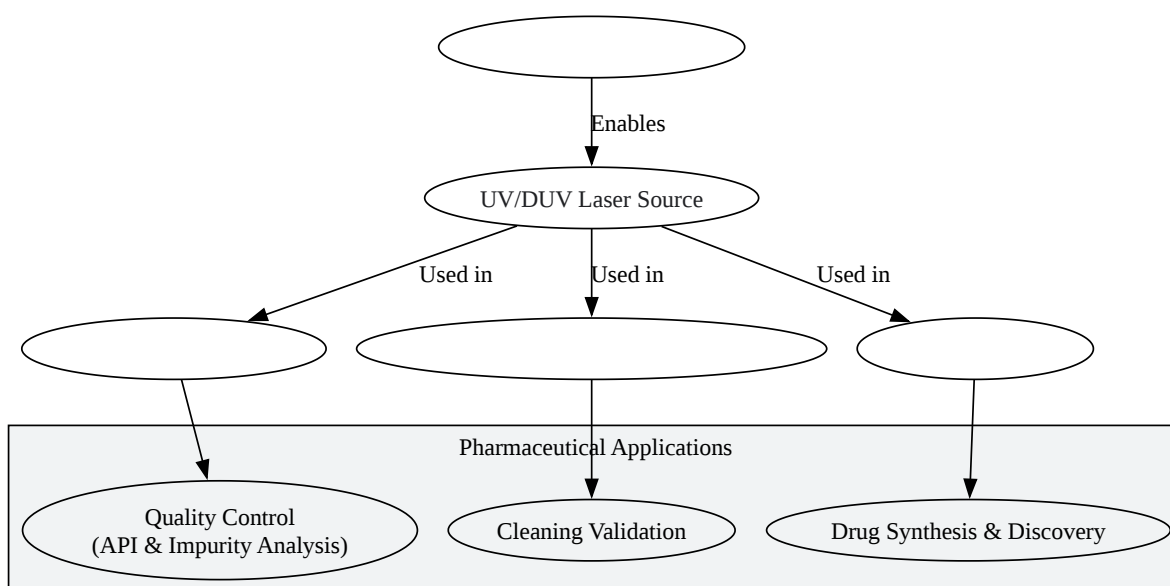 Enables
UV/DUV Laser Source
Used in
Used in
Used in
Pharmaceutical Applications
Quality Control
(API & Impurity Analysis)
Cleaning Validation
Drug Synthesis & Discovery